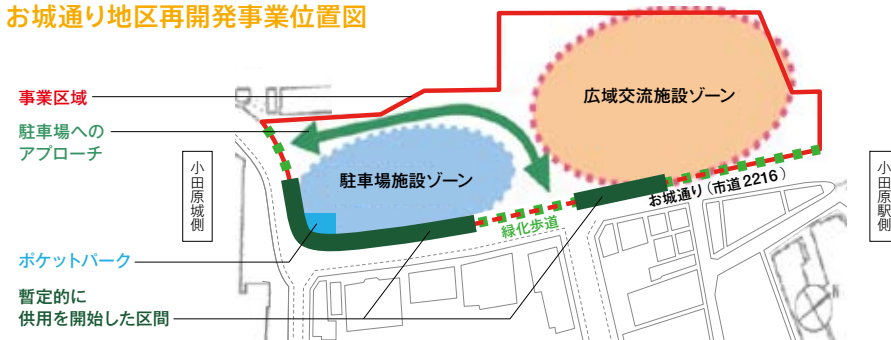 お城通り地区再開発事業位置図
事業区域
駐車場への
アプローチ
小田原城側
ポケットパーク
暫定的に
供用を開始した区間
駐車場施設ゾーン
広域交流施設ゾーン
緑化歩道
お城通り（市道2216）
小田原駅側
N